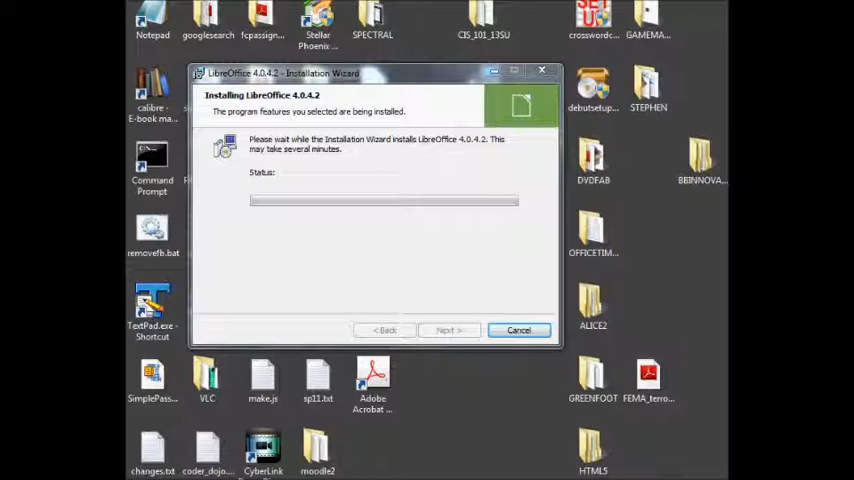 Notepad
googlesearch
fcpassign...
Stellar
Phoenix ...
SPECTRAL
CIS_101_13SU
SET
UP
crosswordc...
GAMEMA...
LibreOffice 4.0.4.2 - Installation Wizard
Installing LibreOffice 4.0.4.2
The program features you selected are being installed.
Please wait while the Installation Wizard installs LibreOffice 4.0.4.2. This
may take several minutes.
Status:
< Back
Next >
Cancel
calibre -
E-book ma...
debutsetup...
STEPHEN
Command
Prompt
DVDFAB
BBINNOVA...
removefb.bat
OFFICETIM...
TextPad.exe -
Shortcut
ALICE2
SimplePass...
VLC
make.js
sp11.txt
Adobe
Acrobat ...
GREENFOOT
FEMA_terro...
changes.txt
coder_dojo....
CyberLink
moodle2
HTML5